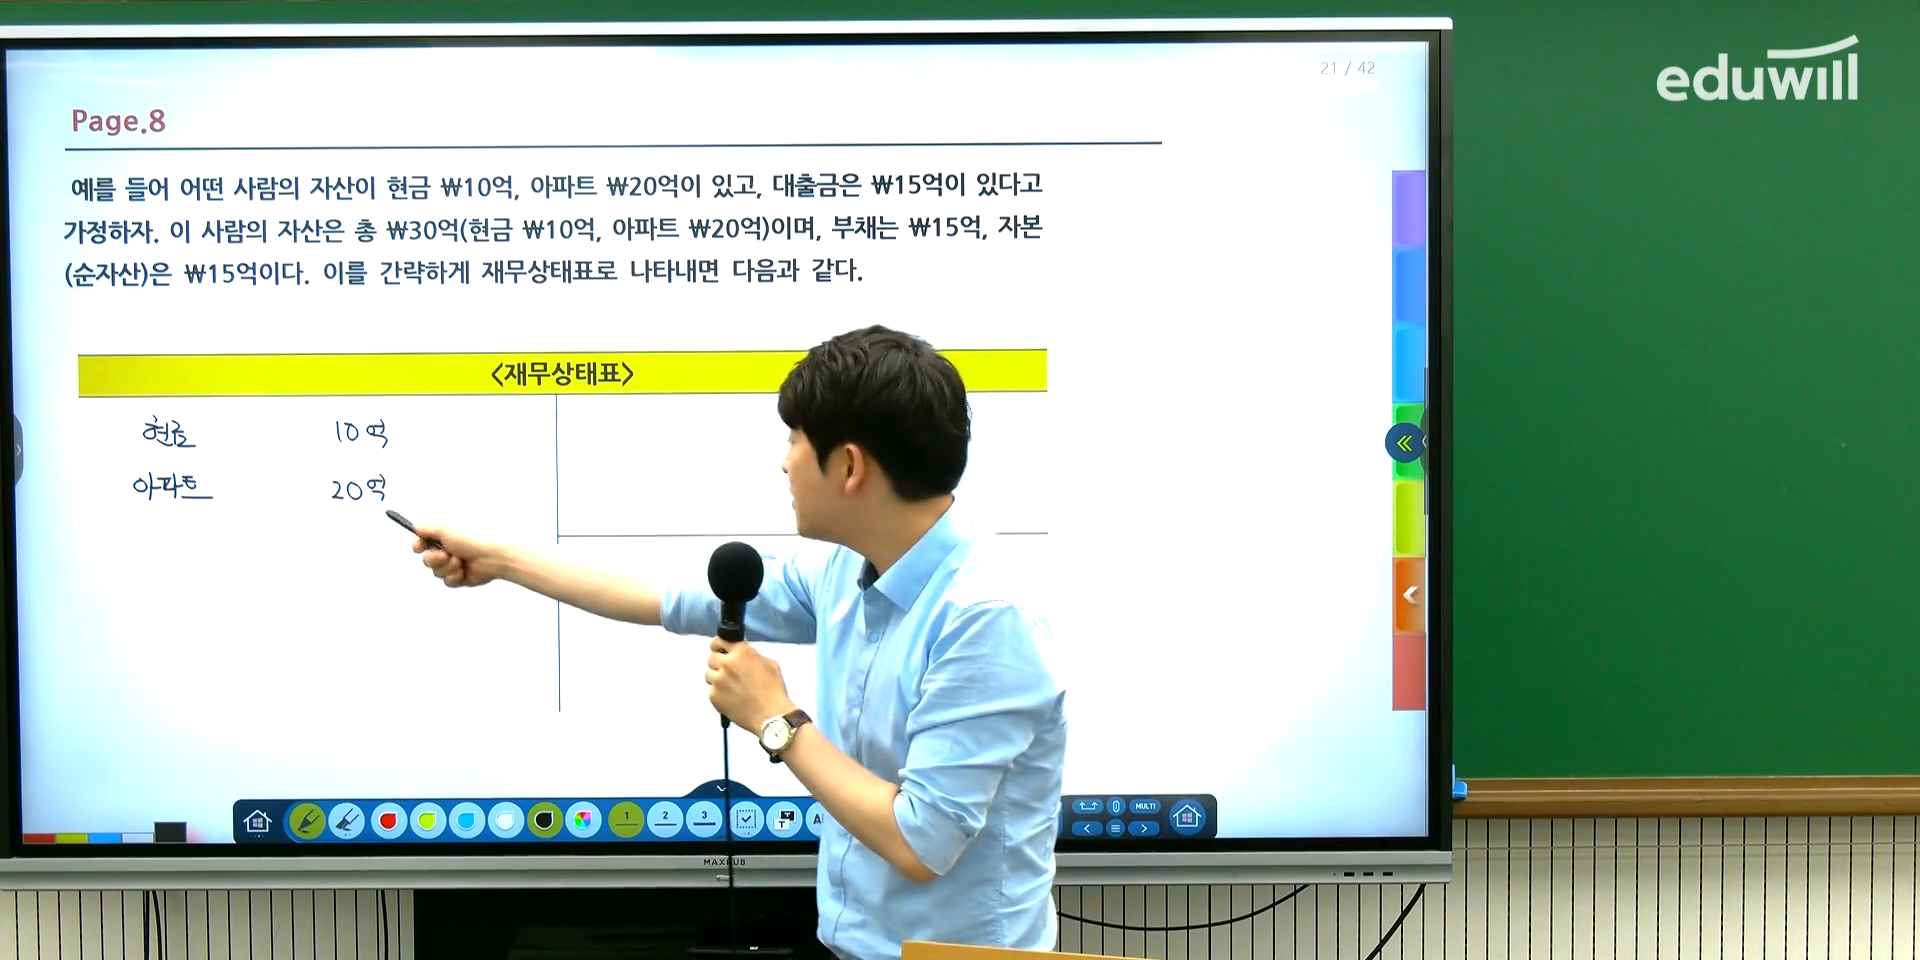 21 / 42
eduwill
Page.8
예를 들어 어떤 사람의 자산이 현금 ₩10억, 아파트 ₩20억이 있고, 대출금은 ₩15억이 있다고
가정하자. 이 사람의 자산은 총 ₩30억(현금 ₩10억, 아파트 ₩20억)이며, 부채는 ₩15억, 자본
(순자산)은 ₩15억이다. 이를 간략하게 재무상태표로 나타내면 다음과 같다.
<재무상태표>
현금 10억
아파트 20억
1 2 3
MULTI